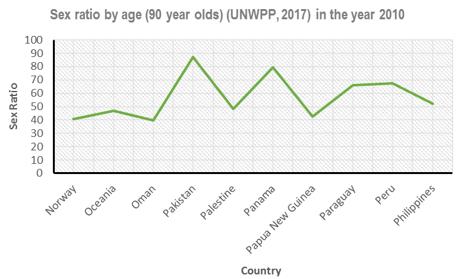 Sex ratio by age (90 year olds) (UNWPP, 2017) in the year 2010
100
90
80
70
60
50
40
30
20
10
0
Sex Ratio
Norway
Oceania
Oman
Pakistan
Palestine
Panama
Papua New Guinea
Paraguay
Peru
Philippines
Country